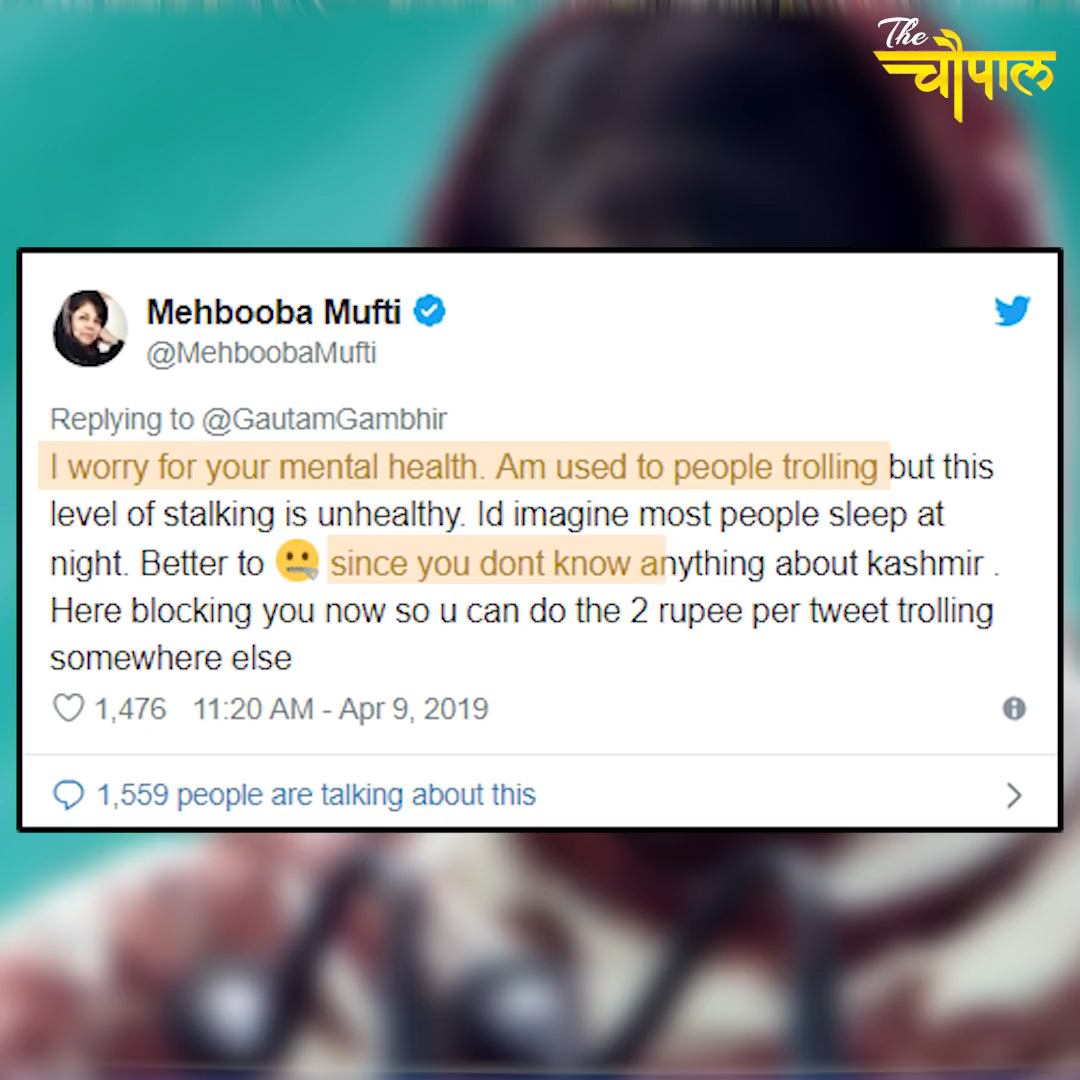 The
चौपाल
Mehbooba Mufti
@MehboobaMufti
Replying to @GautamGambhir
I worry for your mental health. Am used to people trolling but this
level of stalking is unhealthy. Id imagine most people sleep at
night. Better to 🤐 since you dont know anything about kashmir .
Here blocking you now so u can do the 2 rupee per tweet trolling
somewhere else
1,476 11:20 AM - Apr 9, 2019
1,559 people are talking about this